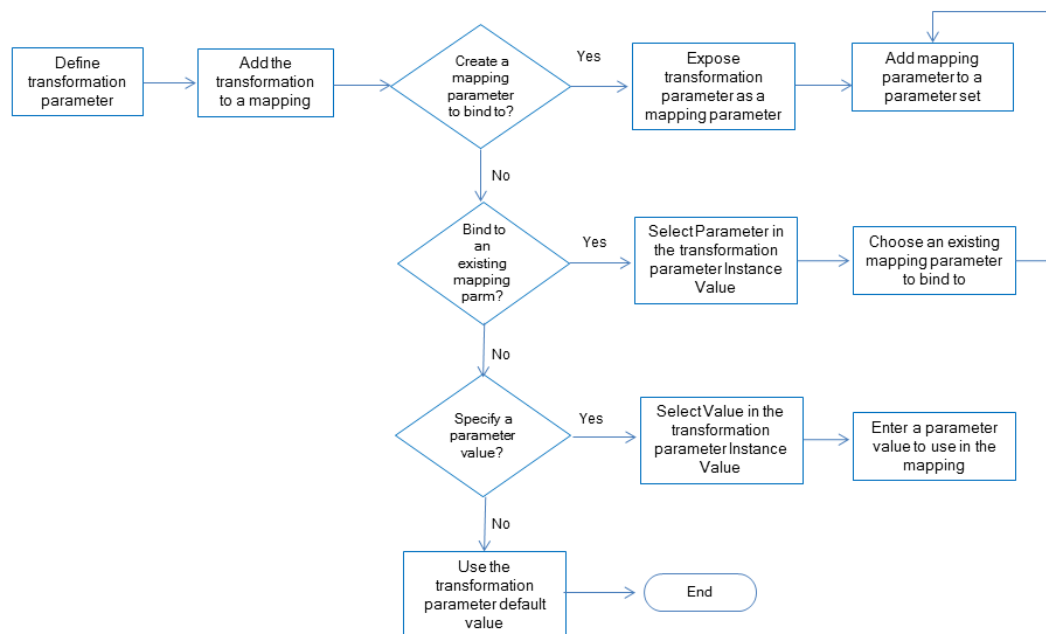 Define
transformation
parameter
Add the
transformation
to a mapping
Create a
mapping
parameter
to bind to?
Yes
Expose
transformation
parameter as a
mapping parameter
Add mapping
parameter to a
parameter set
No
Bind to
an
existing
mapping
parm?
Yes
Select Parameter in
the transformation
parameter Instance
Value
Choose an existing
mapping parameter
to bind to
No
Specify a
parameter
value?
Yes
Select Value in the
transformation
parameter Instance
Value
Enter a parameter
value to use in the
mapping
No
Use the
transformation
parameter default
value
End